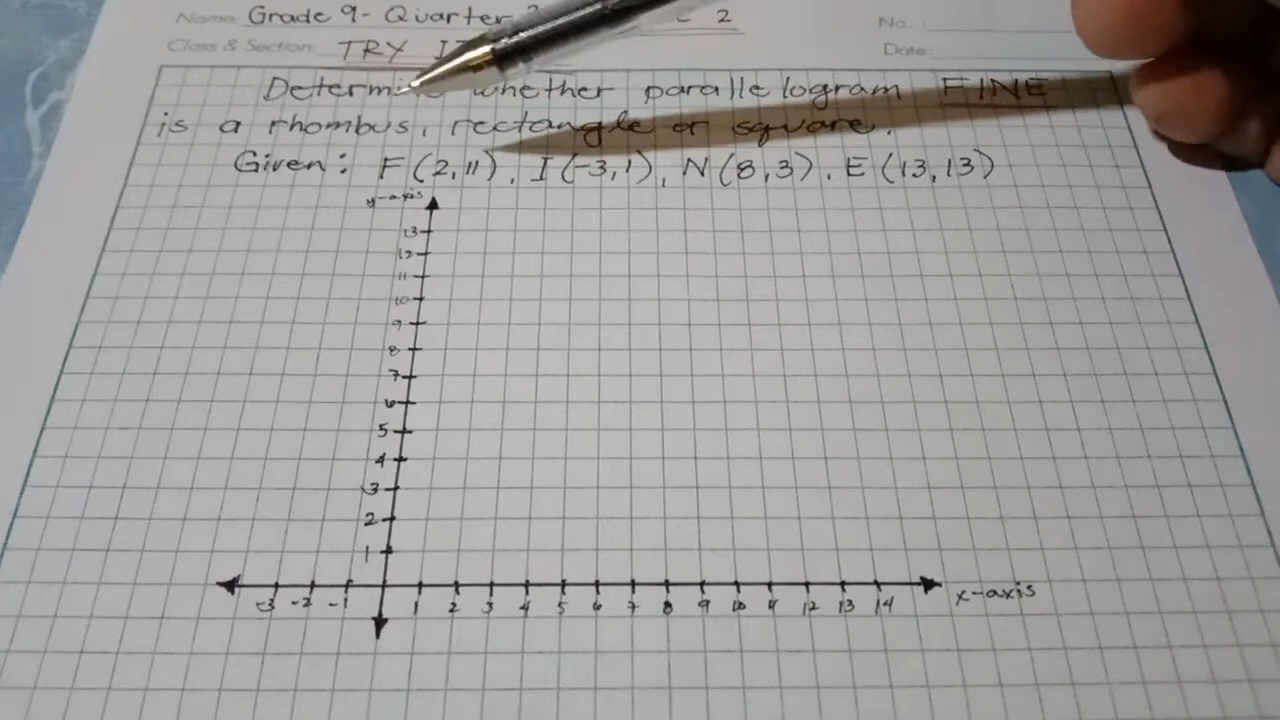 Name: Grade 9 - Quarter 2
No.
Class & Section: TRY
Date:
Determine whether parallelogram FINE
is a rhombus, rectangle or square.
Given: F(2,11), I(-3,1), N(8,3), E(13,13)
y-axis
13
12
11
10
9
8
7
6
5
4
3
2
1
-3 -2 -1 1 2 3 4 5 6 7 8 9 10 11 12 13 14 x-axis